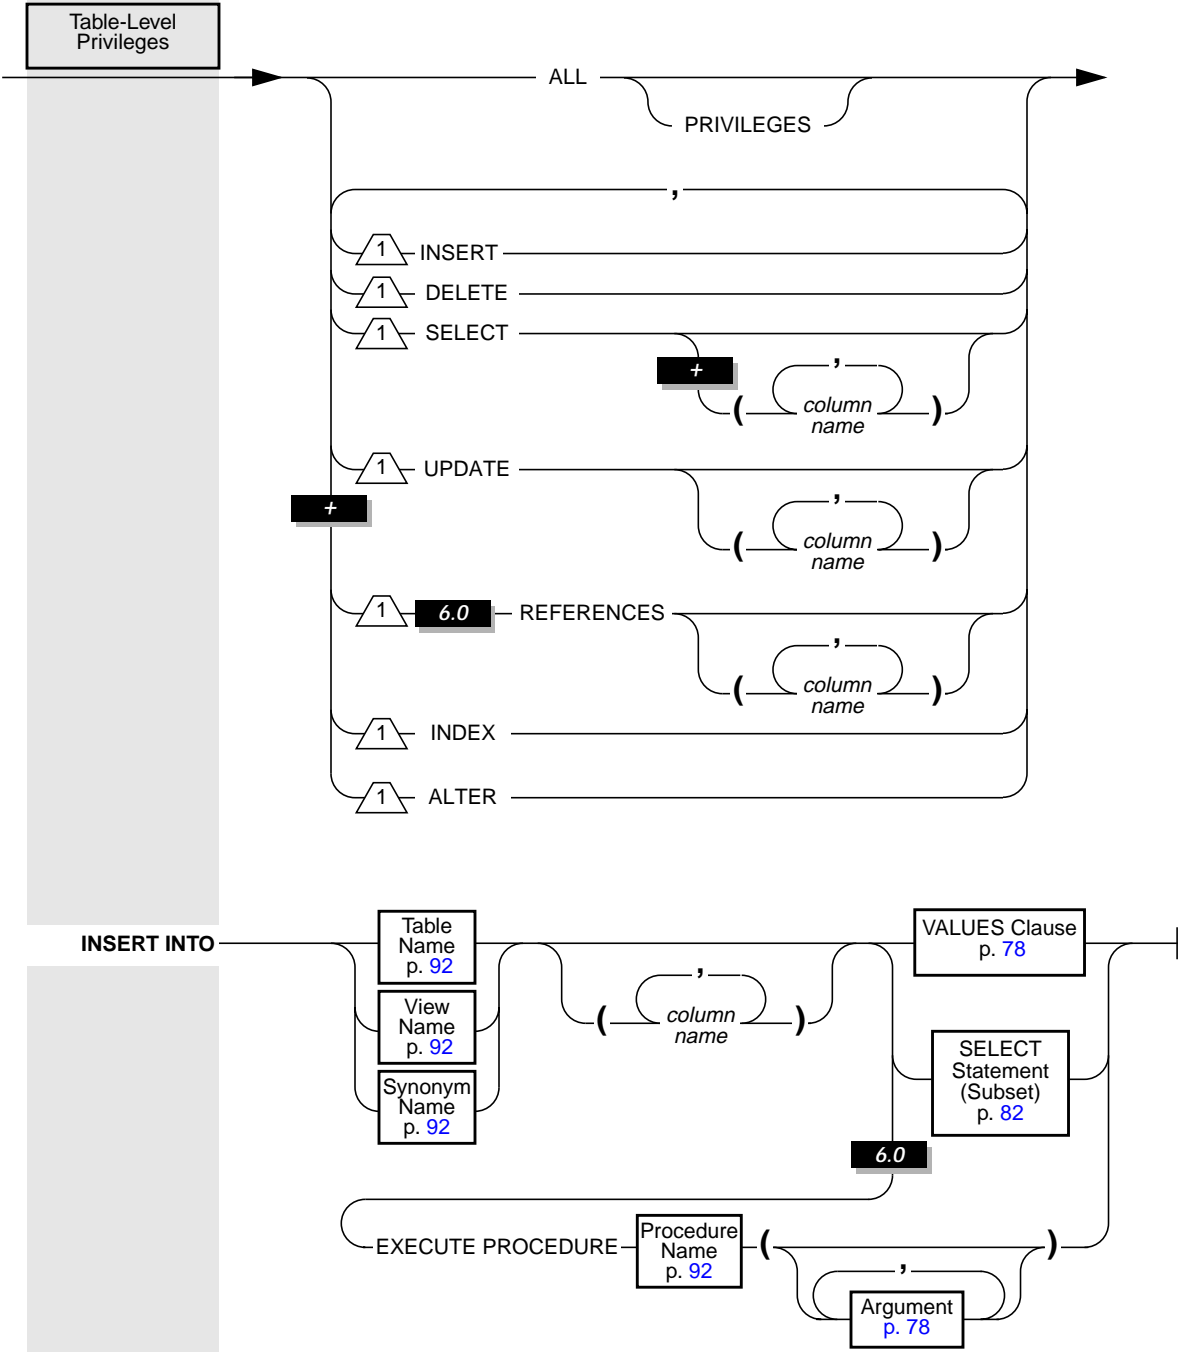 Table-Level
Privileges
ALL
PRIVILEGES
,
1 INSERT
1 DELETE
1 SELECT
+
,
( column
name )
1 UPDATE
+
,
( column
name )
1 6.0 REFERENCES
,
( column
name )
1 INDEX
1 ALTER
INSERT INTO
Table
Name
p. 92
View
Name
p. 92
Synonym
Name
p. 92
,
( column
name )
VALUES Clause
p. 78
SELECT
Statement
(Subset)
p. 82
6.0
EXECUTE PROCEDURE
Procedure
Name
p. 92
( )
,
Argument
p. 78